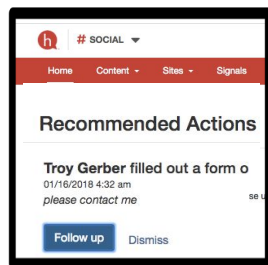 h # SOCIAL
Home Content Sites Signals
Recommended Actions
Troy Gerber filled out a form o
01/16/2018 4:32 am
please contact me
se u
Follow up Dismiss